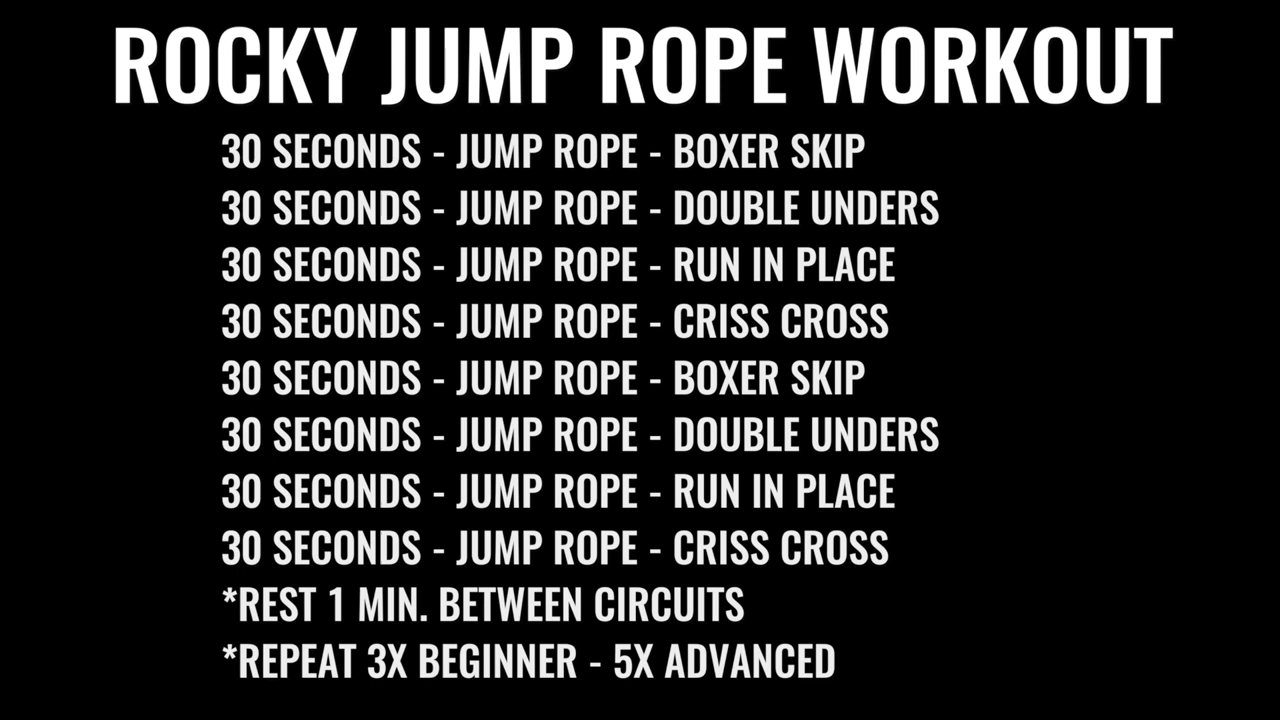 ROCKY JUMP ROPE WORKOUT
30 SECONDS - JUMP ROPE - BOXER SKIP
30 SECONDS - JUMP ROPE - DOUBLE UNDERS
30 SECONDS - JUMP ROPE - RUN IN PLACE
30 SECONDS - JUMP ROPE - CRISS CROSS
30 SECONDS - JUMP ROPE - BOXER SKIP
30 SECONDS - JUMP ROPE - DOUBLE UNDERS
30 SECONDS - JUMP ROPE - RUN IN PLACE
30 SECONDS - JUMP ROPE - CRISS CROSS
*REST 1 MIN. BETWEEN CIRCUITS
*REPEAT 3X BEGINNER - 5X ADVANCED